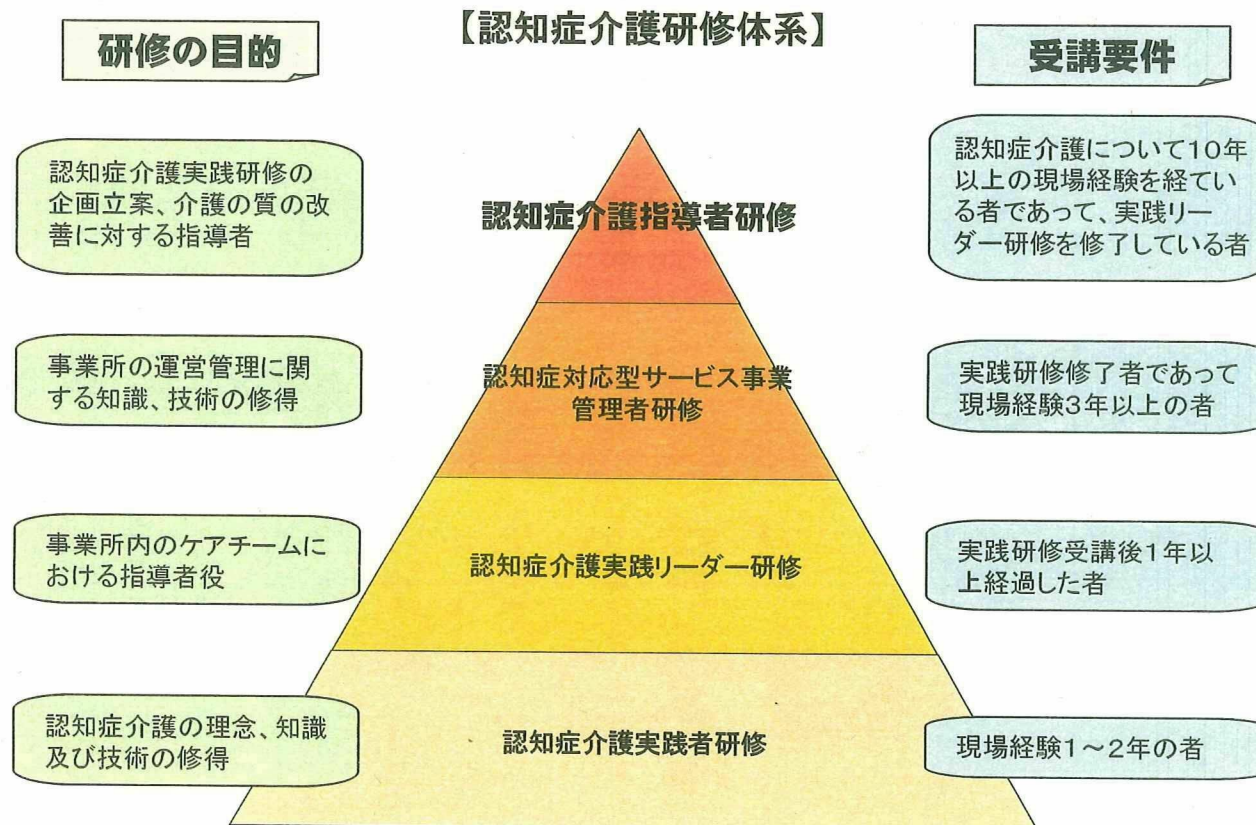 【認知症介護研修体系】
研修の目的
受講要件
認知症介護実践研修の
企画立案、介護の質の改
善に対する指導者
認知症介護指導者研修
認知症介護について10年
以上の現場経験を経てい
る者であって、実践リー
ダー研修を修了している者
事業所の運営管理に関
する知識、技術の修得
認知症対応型サービス事業
管理者研修
実践研修修了者であって
現場経験3年以上の者
事業所内のケアチームに
おける指導者役
認知症介護実践リーダー研修
実践研修受講後1年以
上経過した者
認知症介護の理念、知識
及び技術の修得
認知症介護実践者研修
現場経験1～2年の者